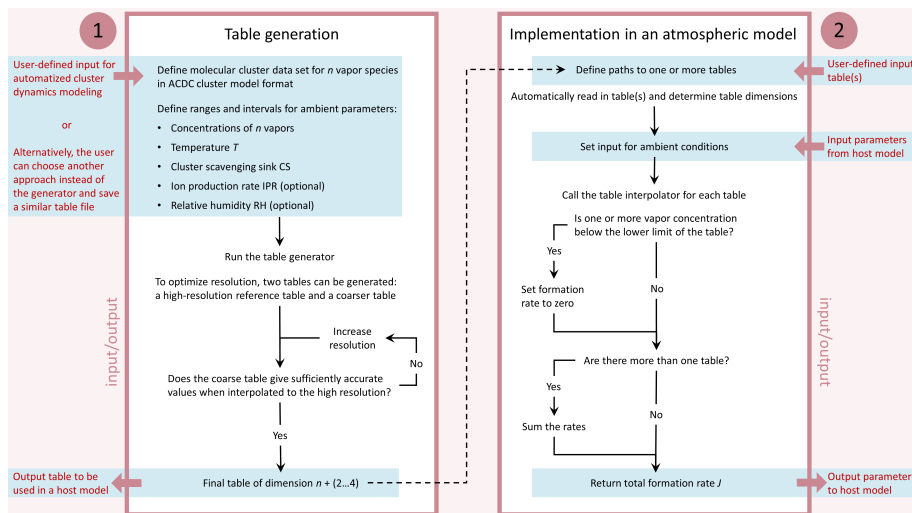 1
Table generation
User-defined input for
automatized cluster
dynamics modeling
or
Alternatively, the user
can choose another
approach instead of
the generator and save
a similar table file
Define molecular cluster data set for n vapor species
in ACDC cluster model format
Define ranges and intervals for ambient parameters:
• Concentrations of n vapors
• Temperature T
• Cluster scavenging sink CS
• Ion production rate IPR (optional)
• Relative humidity RH (optional)
Run the table generator
To optimize resolution, two tables can be generated:
a high-resolution reference table and a coarser table
Increase
resolution
No
Does the coarse table give sufficiently accurate
values when interpolated to the high resolution?
Yes
Final table of dimension n + (2...4)
input/output
Output table to be
used in a host model
2
Implementation in an atmospheric model
Define paths to one or more tables
User-defined input
table(s)
Automatically read in table(s) and determine table dimensions
Set input for ambient conditions
Input parameters
from host model
Call the table interpolator for each table
Is one or more vapor concentration
below the lower limit of the table?
Yes
Set formation
rate to zero
No
Are there more than one table?
Yes
Sum the rates
No
Return total formation rate J
input/output
Output parameter
to host model